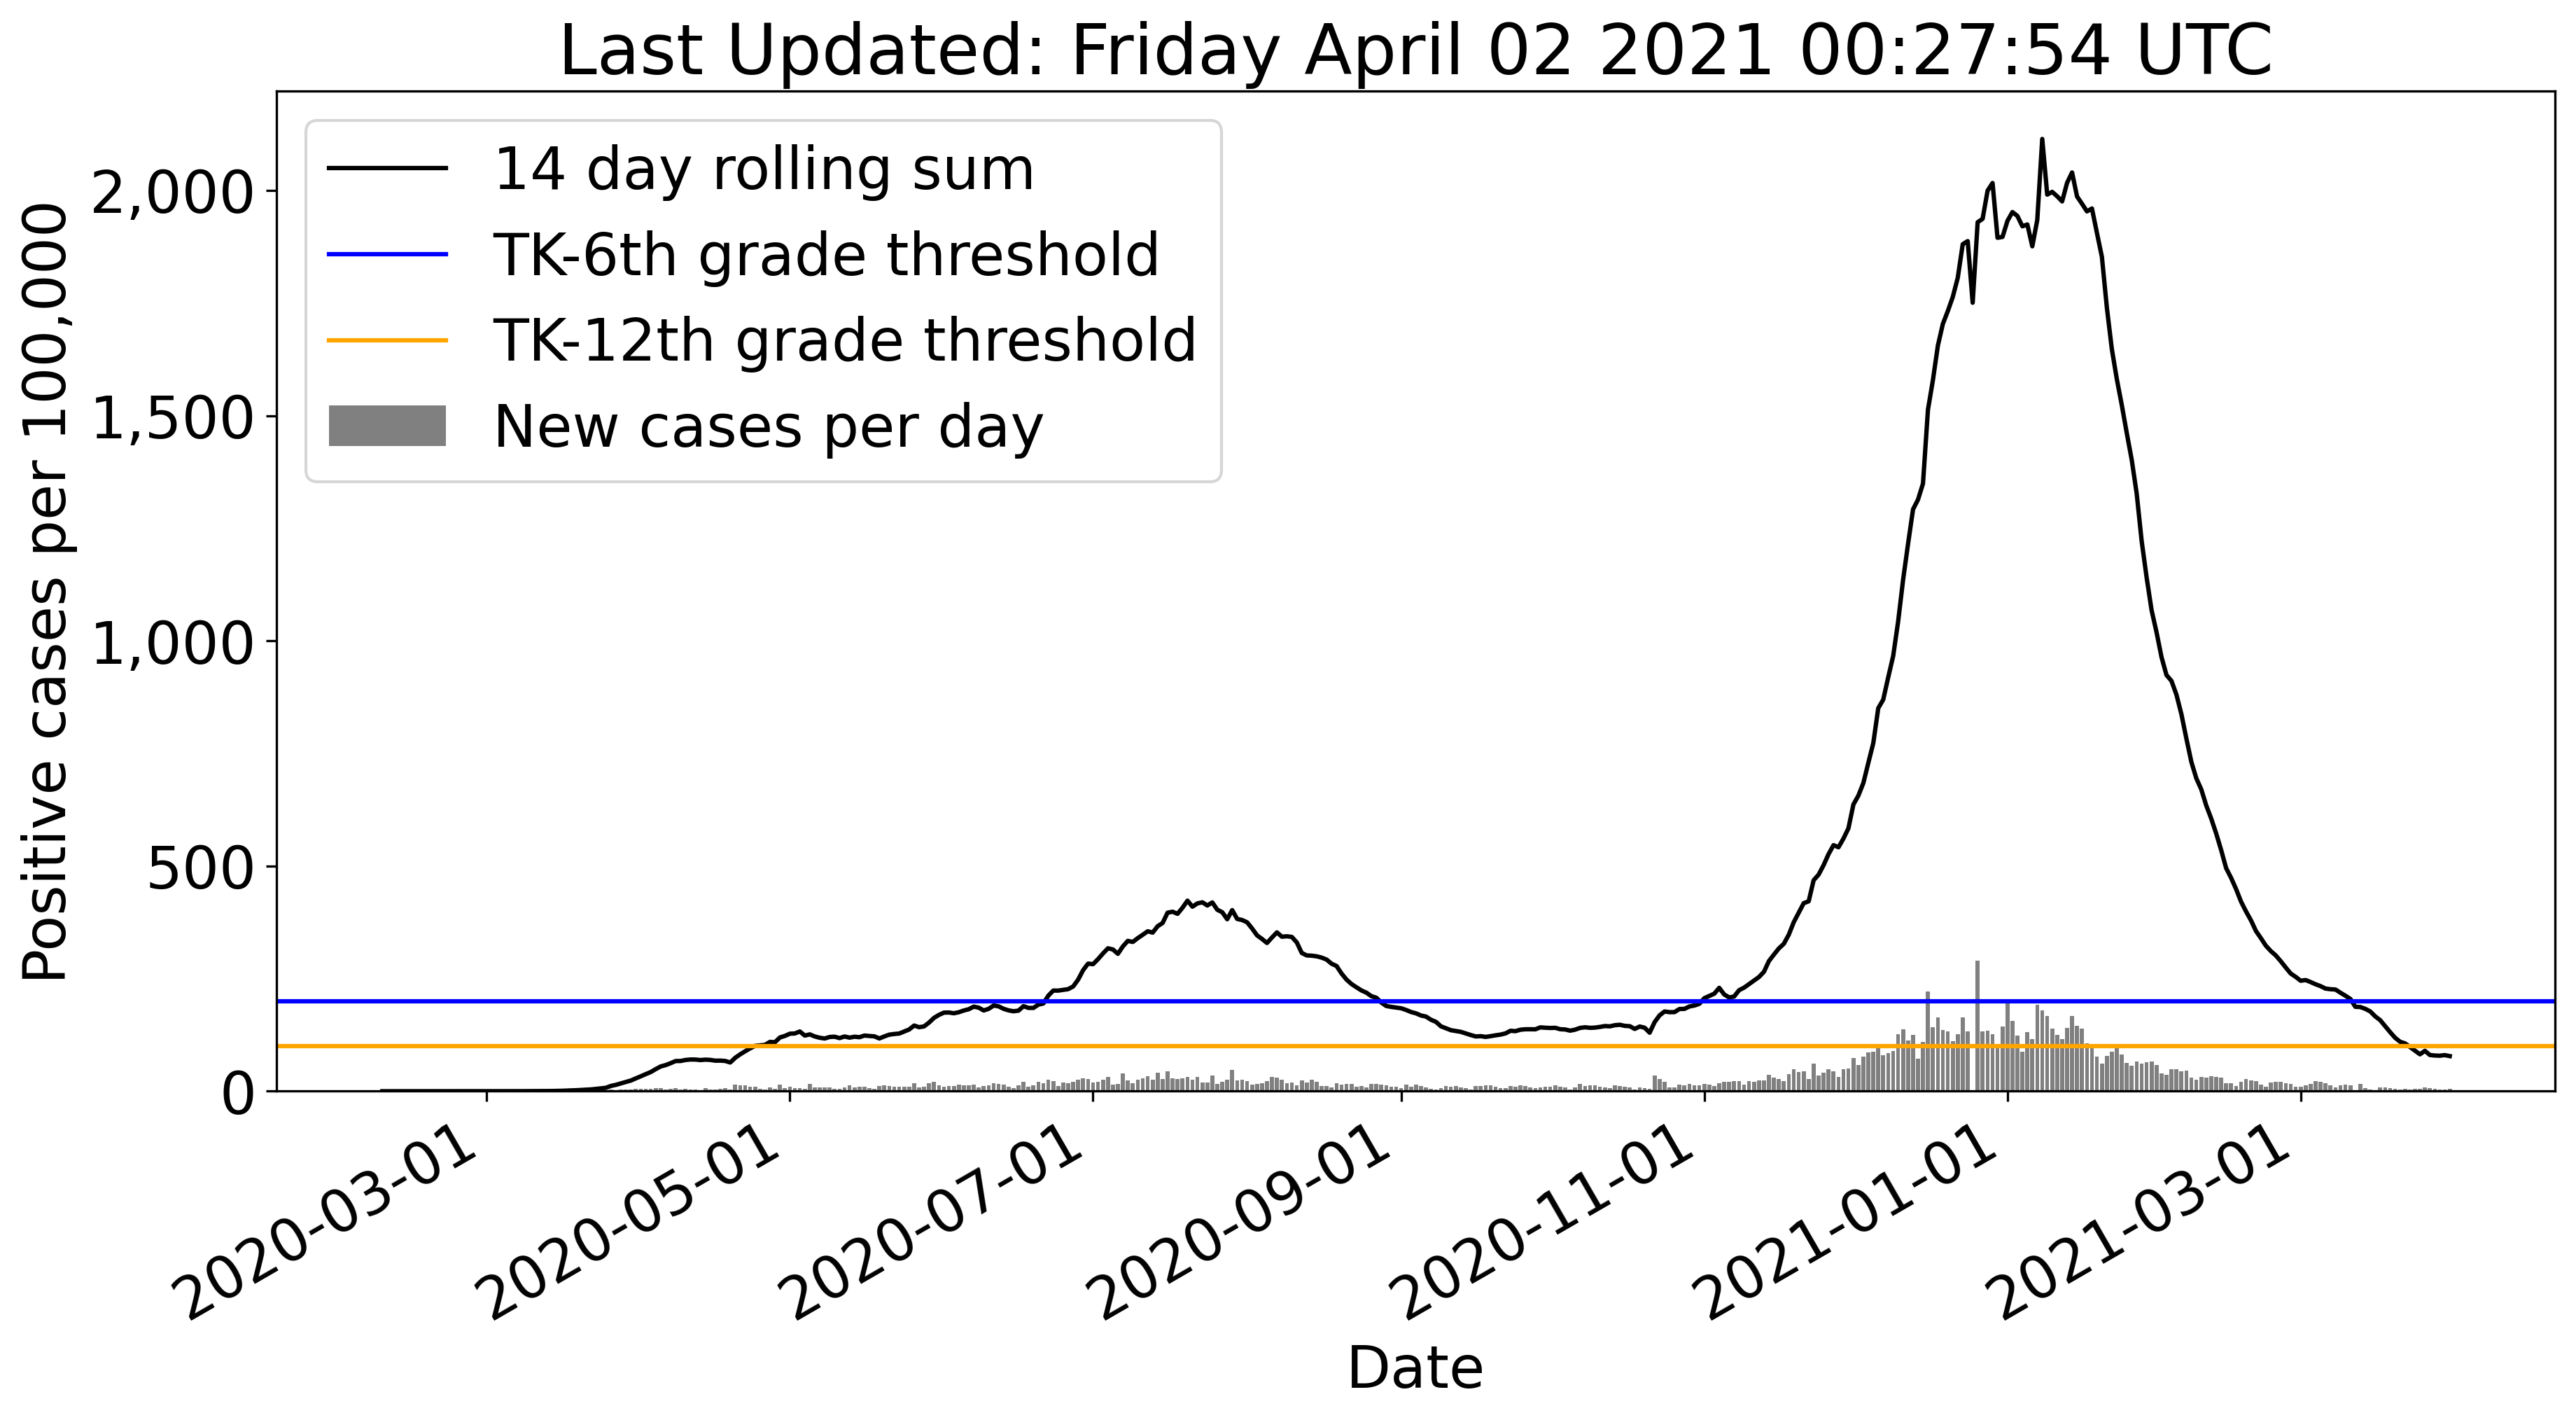 Last Updated: Friday April 02 2021 00:27:54 UTC
14 day rolling sum
TK-6th grade threshold
TK-12th grade threshold
New cases per day
Positive cases per 100,000
2,000
1,500
1,000
500
0
2020-03-01
2020-05-01
2020-07-01
2020-09-01
2020-11-01
2021-01-01
2021-03-01
Date